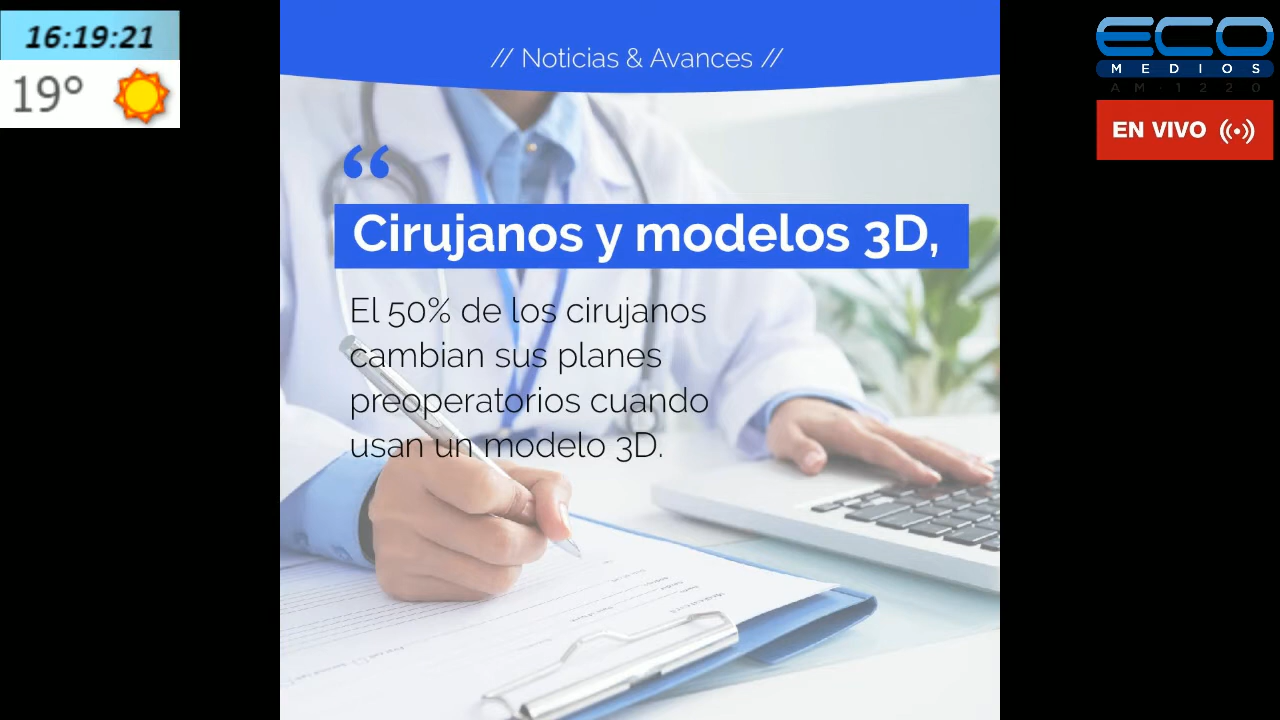 16:19:21
19°
// Noticias & Avances //
ECO
MEDIOS
AM·1220
EN VIVO
“
Cirujanos y modelos 3D,
El 50% de los cirujanos
cambian sus planes
preoperatorios cuando
usan un modelo 3D.